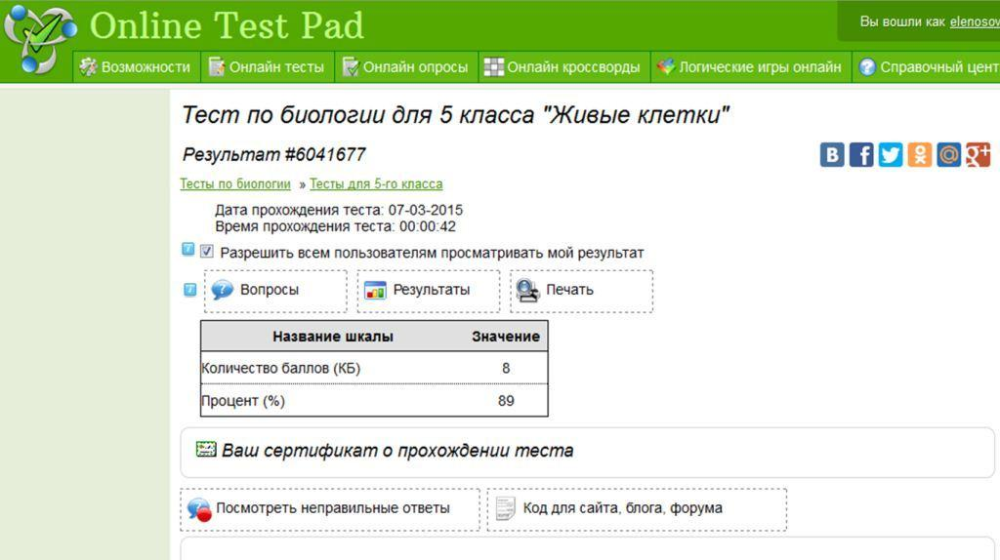 Online Test Pad
Вы вошли как elenosov
Возможности Онлайн тесты Онлайн опросы Онлайн кроссворды Логические игры онлайн Справочный цент
Тест по биологии для 5 класса "Живые клетки"
Результат #6041677
Тесты по биологии » Тесты для 5-го класса
Дата прохождения теста: 07-03-2015
Время прохождения теста: 00:00:42
Разрешить всем пользователям просматривать мой результат
Вопросы Результаты Печать
Название шкалы Значение
Количество баллов (КБ) 8
Процент (%) 89
Ваш сертификат о прохождении теста
Посмотреть неправильные ответы Код для сайта, блога, форума